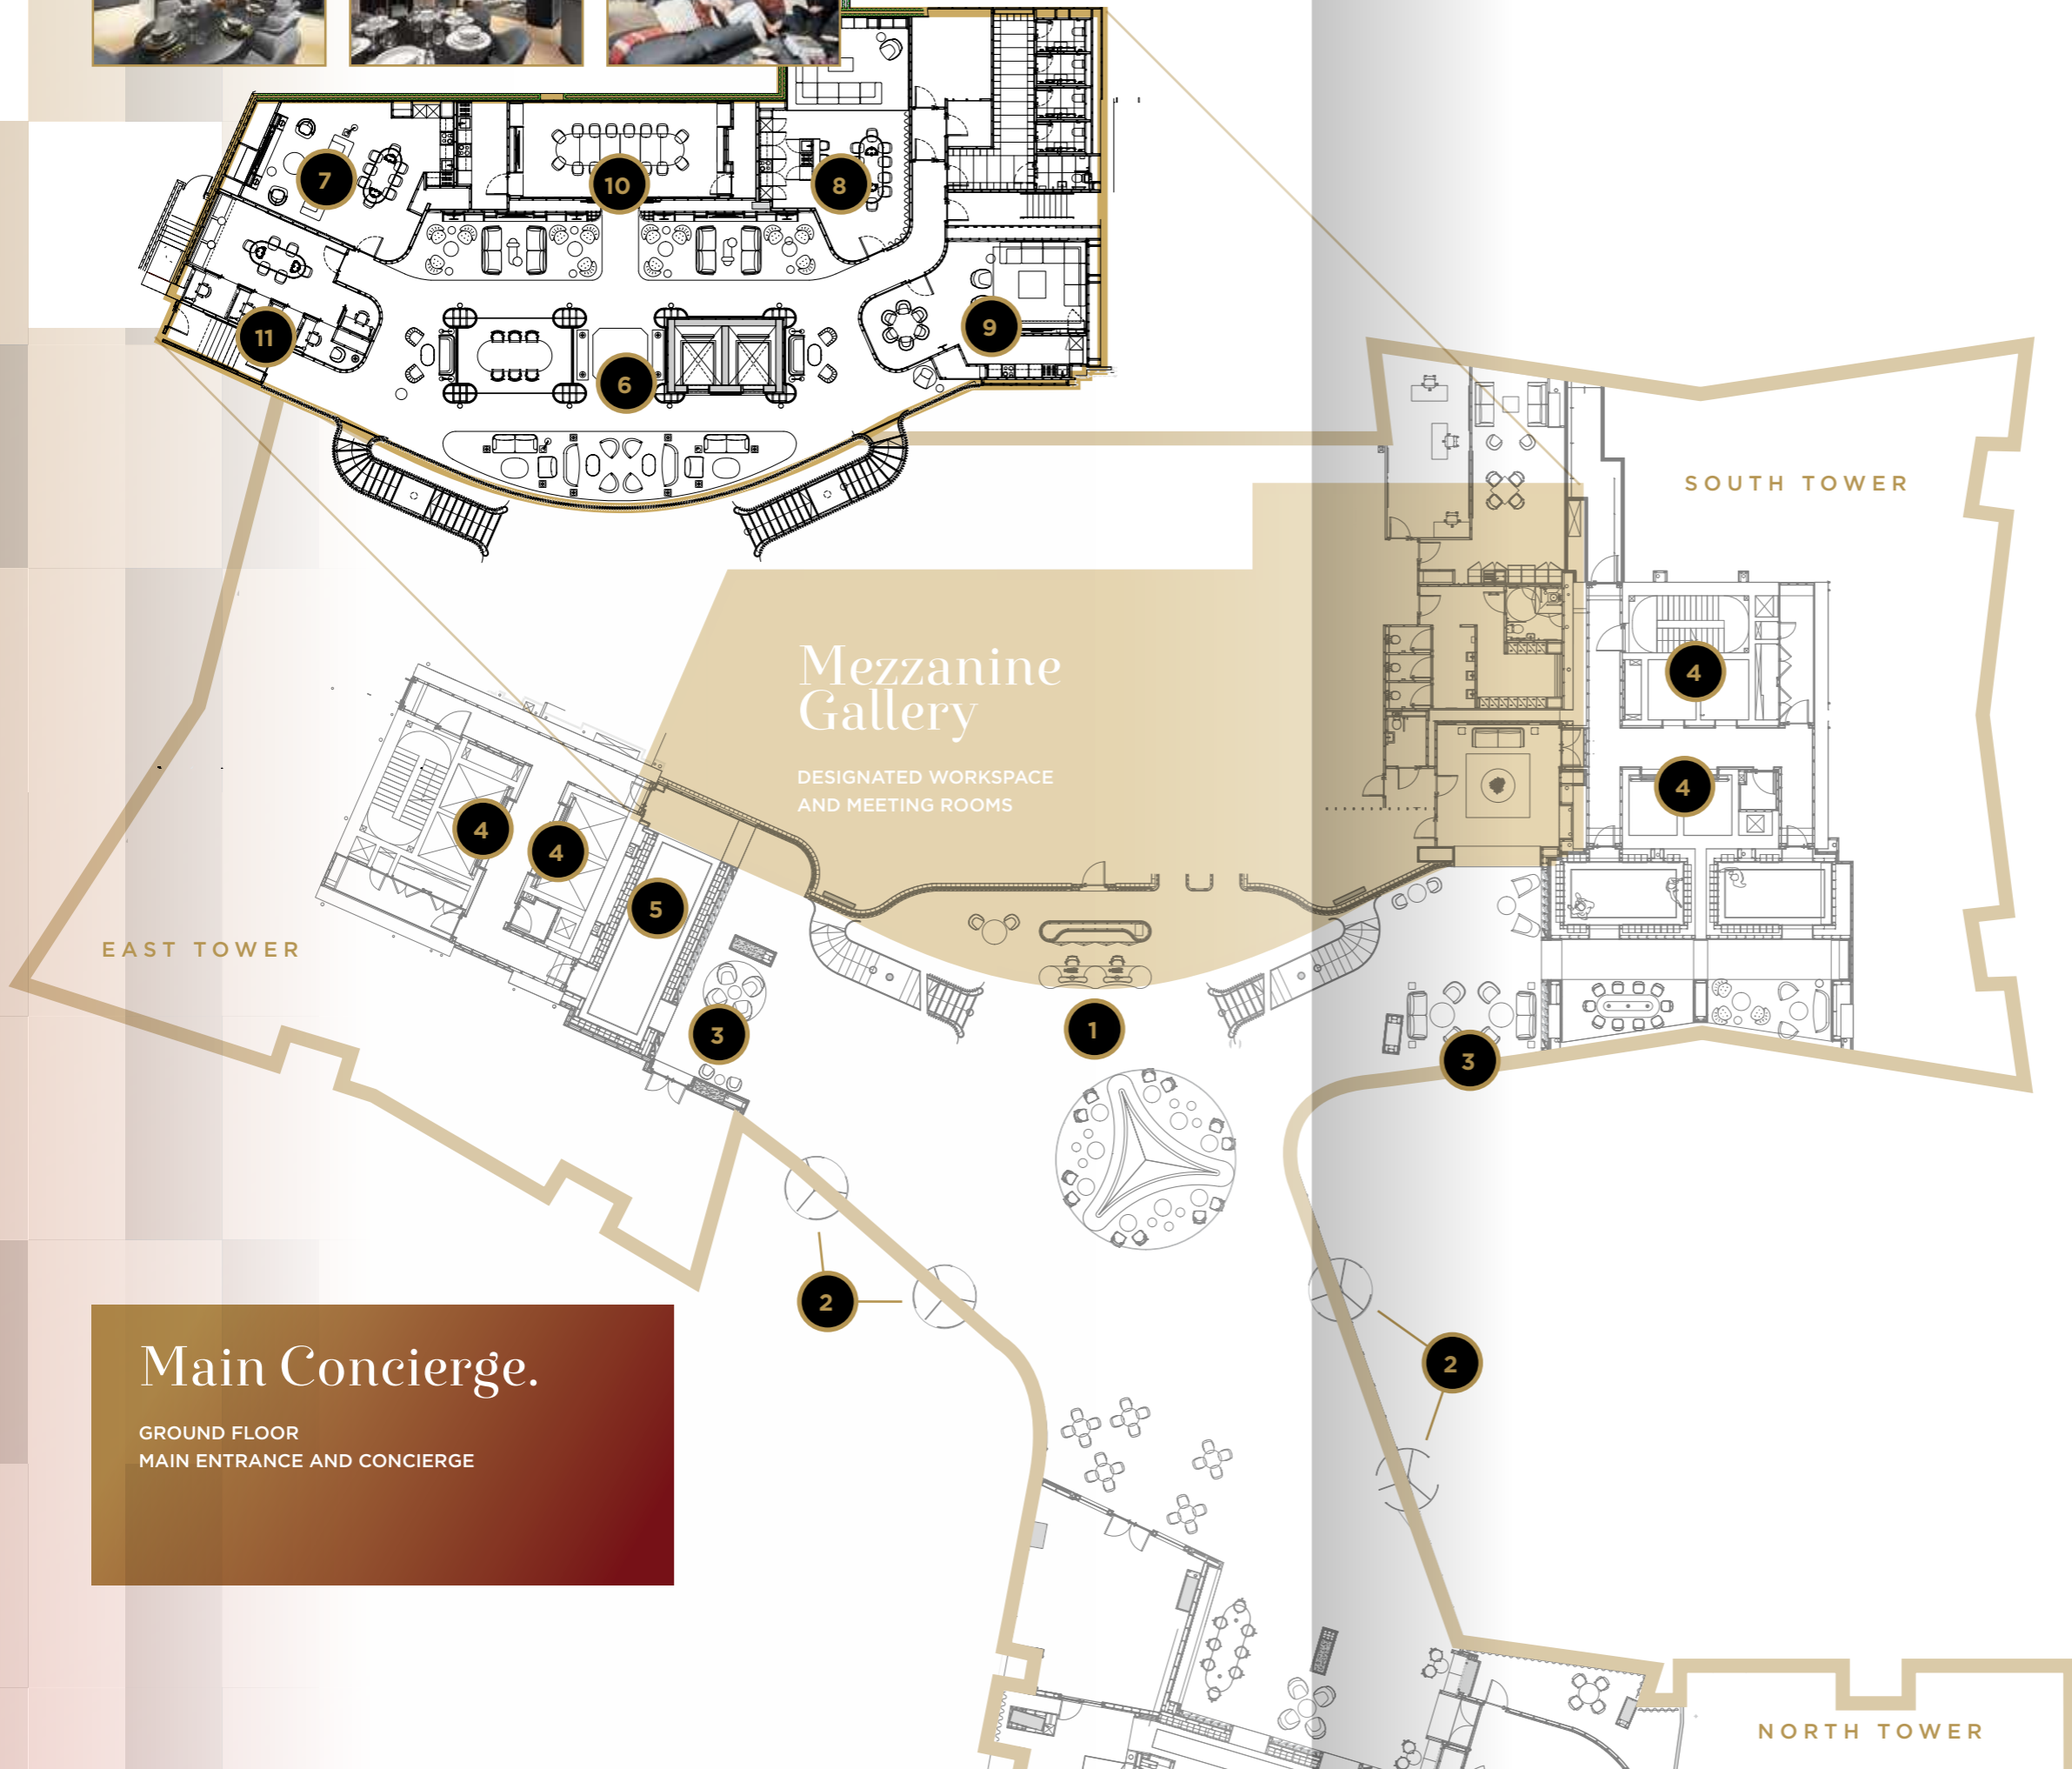 7
10
8
11
9
6
SOUTH TOWER
Mezzanine
Gallery
DESIGNATED WORKSPACE
AND MEETING ROOMS
4
4
4
4
5
EAST TOWER
3
1
3
2
2
Main Concierge.
GROUND FLOOR
MAIN ENTRANCE AND CONCIERGE
NORTH TOWER